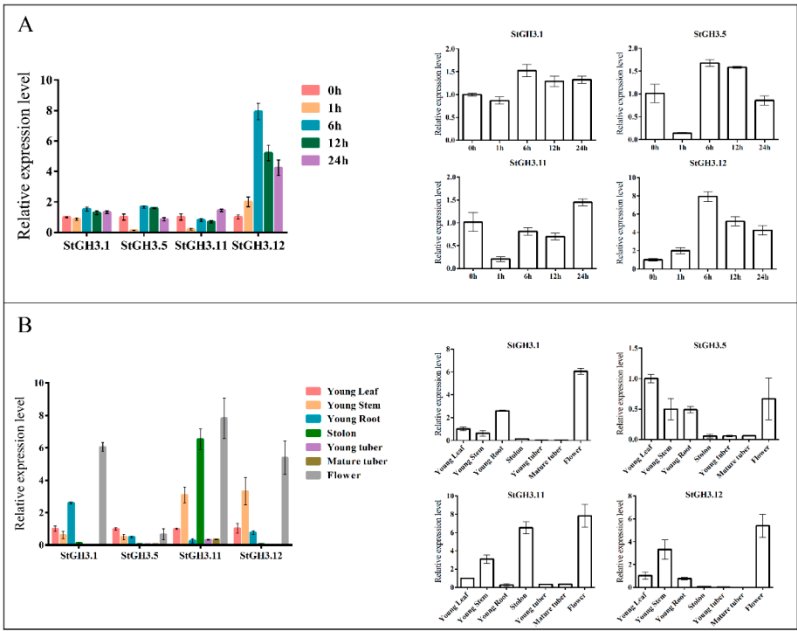 A
Relative expression level
10
8
6
4
2
0
StGH3.1 StGH3.5 StGH3.11 StGH3.12
0h
1h
6h
12h
24h
StGH3.1
Relative expression level
2.0
1.5
1.0
0.5
0.0
0h 1h 6h 12h 24h
StGH3.5
Relative expression level
2.0
1.5
1.0
0.5
0.0
0h 1h 6h 12h 24h
StGH3.11
Relative expression level
2.0
1.5
1.0
0.5
0.0
0h 1h 6h 12h 24h
StGH3.12
Relative expression level
10
8
6
4
2
0
0h 1h 6h 12h 24h
B
Relative expression level
10
8
6
4
2
0
StGH3.1 StGH3.5 StGH3.11 StGH3.12
Young Leaf
Young Stem
Young Root
Stolon
Young tuber
Mature tuber
Flower
StGH3.1
Relative expression level
8
6
4
2
0
Young Leaf
Young Stem
Young Root
Stolon
Young tuber
Mature tuber
Flower
StGH3.5
Relative expression level
1.5
1.0
0.5
0.0
Young Leaf
Young Stem
Young Root
Stolon
Young tuber
Mature tuber
Flower
StGH3.11
Relative expression level
10
8
6
4
2
0
Young Leaf
Young Stem
Young Root
Stolon
Young tuber
Mature tuber
Flower
StGH3.12
Relative expression level
8
6
4
2
0
Young Leaf
Young Stem
Young Root
Stolon
Young tuber
Mature tuber
Flower